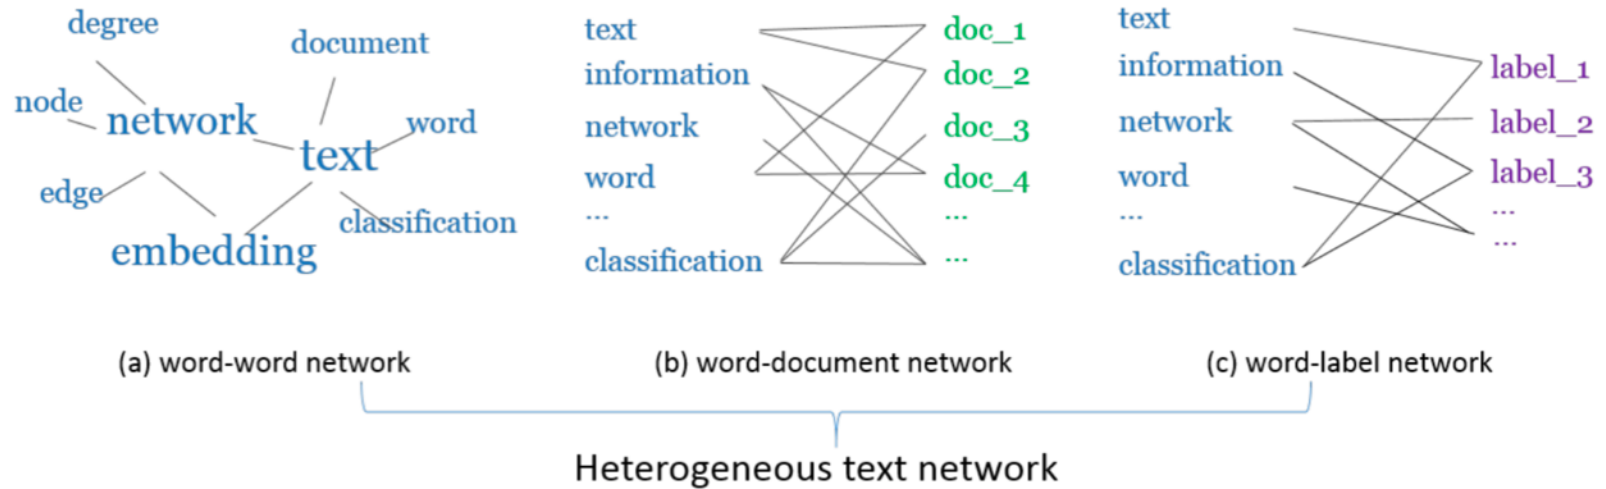 degree
document
node
network
word
text
edge
classification
embedding
(a) word-word network
text
information
network
word
...
classification
doc_1
doc_2
doc_3
doc_4
...
...
(b) word-document network
text
information
network
word
...
classification
label_1
label_2
label_3
...
...
(c) word-label network
Heterogeneous text network